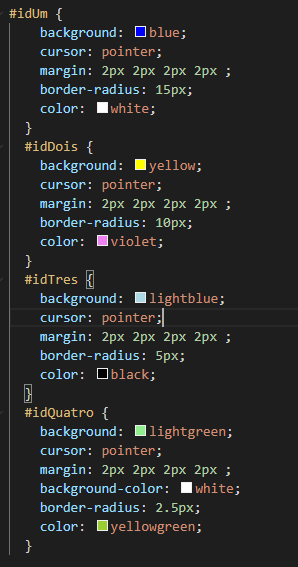 #idUm {
background: blue;
cursor: pointer;
margin: 2px 2px 2px 2px ;
border-radius: 15px;
color: white;
}
#idDois {
background: yellow;
cursor: pointer;
margin: 2px 2px 2px 2px ;
border-radius: 10px;
color: violet;
}
#idTres {
background: lightblue;
cursor: pointer;
margin: 2px 2px 2px 2px ;
border-radius: 5px;
color: black;
}
#idQuatro {
background: lightgreen;
cursor: pointer;
margin: 2px 2px 2px 2px ;
background-color: white;
border-radius: 2.5px;
color: yellowgreen;
}